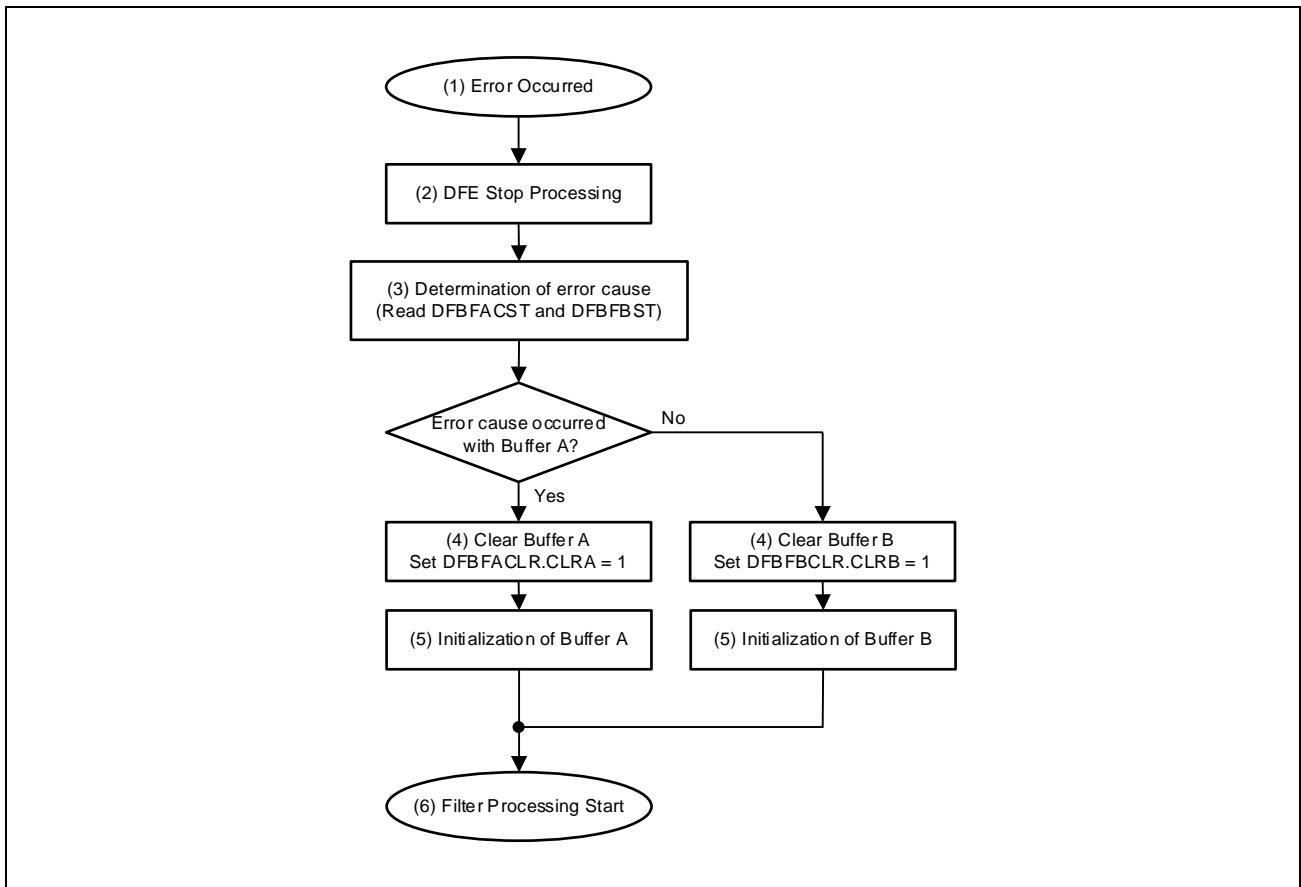 (1) Error Occurred
(2) DFE Stop Processing
(3) Determination of error cause
(Read DFBFACST and DFBFBST)
Error cause occurred
with Buffer A?
No
Yes
(4) Clear Buffer A
Set DFBFACLR.CLRA = 1
(4) Clear Buffer B
Set DFBFBCLR.CLRB = 1
(5) Initialization of Buffer A
(5) Initialization of Buffer B
(6) Filter Processing Start